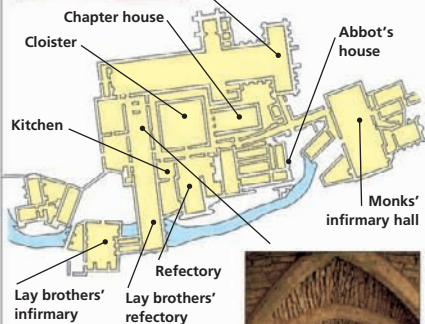 Chapter house
Cloister
Abbot's
house
Kitchen
Monks'
infirmary hall
Refectory
Lay brothers'
infirmary
Lay brothers'
refectory